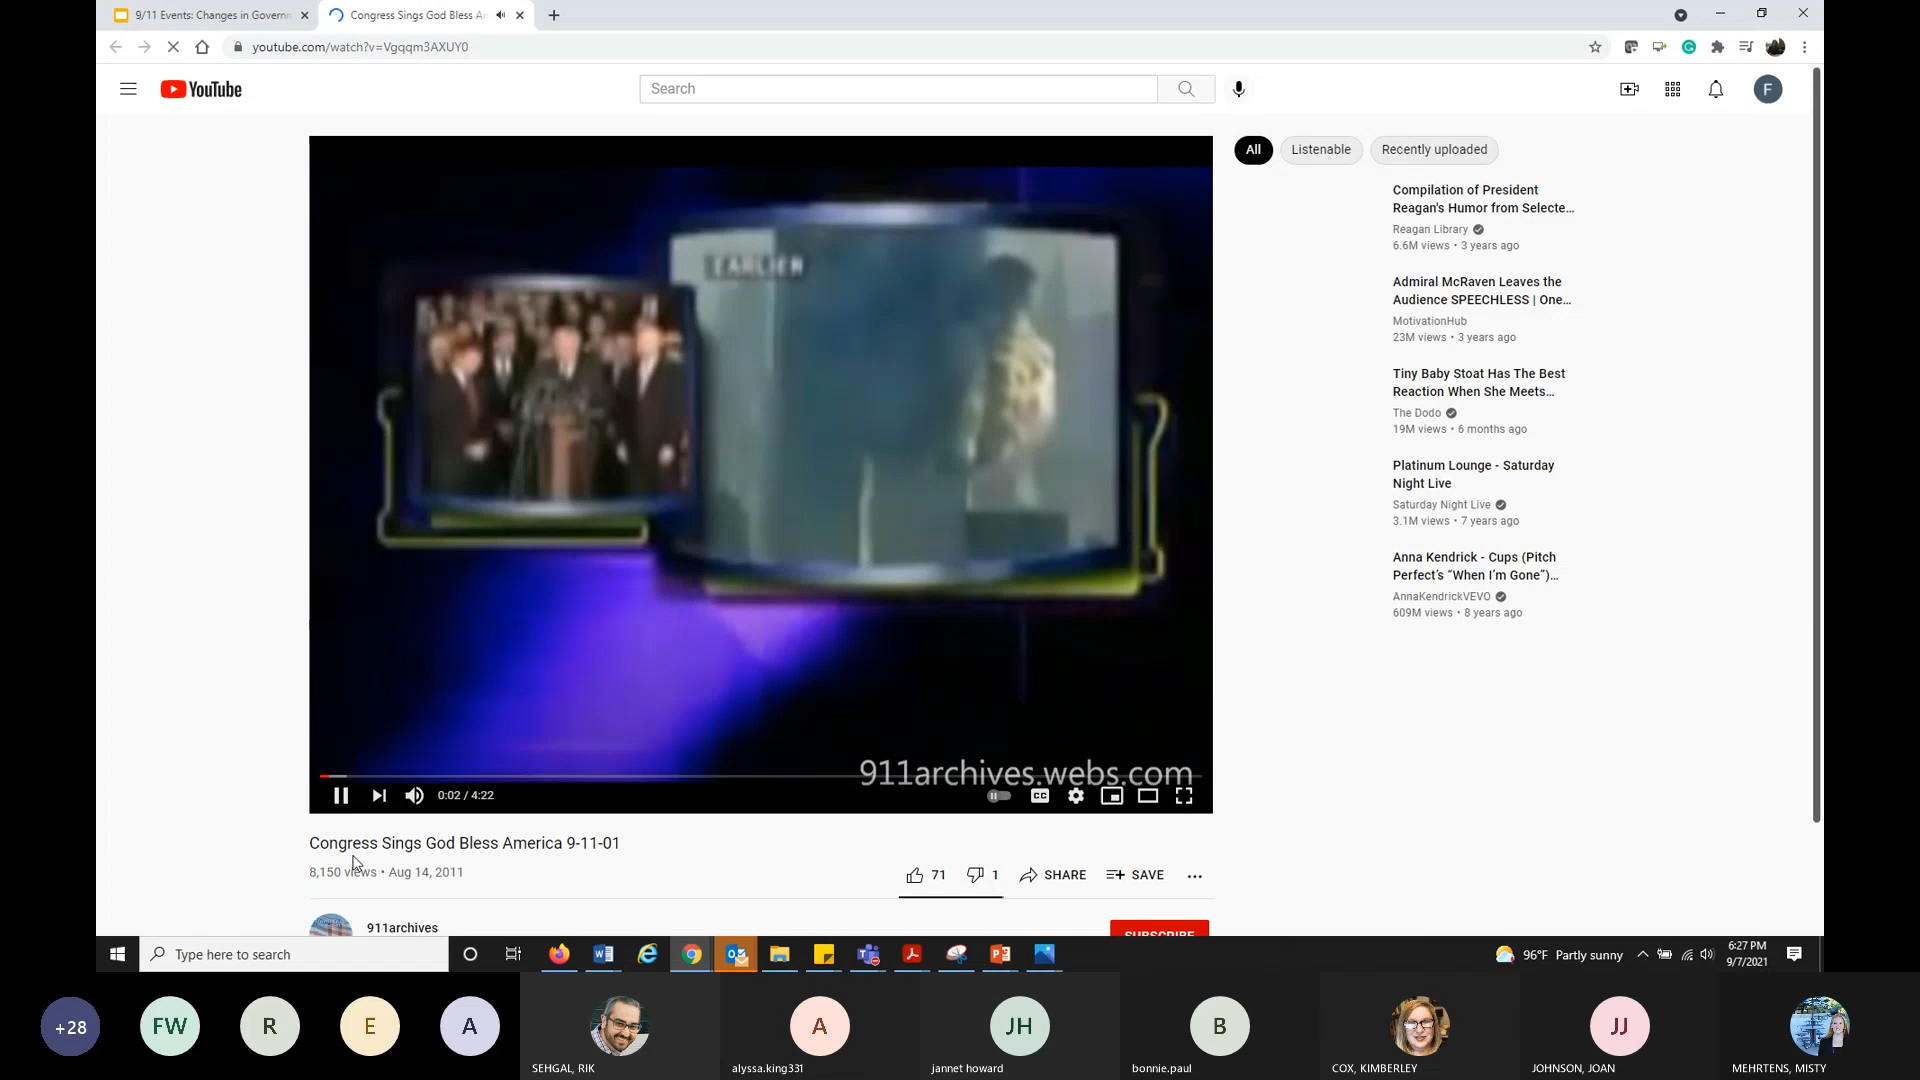 9/11 Events: Changes in Governm
Congress Sings God Bless Am
youtube.com/watch?v=Vgqqm3AXUY0
YouTube
Search
F
All
Listenable
Recently uploaded
EARLIER
911archives.webs.com
0:02 / 4:22
CC
Compilation of President
Reagan's Humor from Selecte...
Reagan Library
6.6M views • 3 years ago
Admiral McRaven Leaves the
Audience SPEECHLESS | One...
MotivationHub
23M views • 3 years ago
Tiny Baby Stoat Has The Best
Reaction When She Meets...
The Dodo
19M views • 6 months ago
Platinum Lounge - Saturday
Night Live
Saturday Night Live
3.1M views • 7 years ago
Anna Kendrick - Cups (Pitch
Perfect's “When I'm Gone”)...
AnnaKendrickVEVO
609M views • 8 years ago
Congress Sings God Bless America 9-11-01
8,150 views • Aug 14, 2011
71
1
SHARE
SAVE
911archives
SUBSCRIBE
Type here to search
96°F Partly sunny
6:27 PM
9/7/2021
+28
FW
R
E
A
A
JH
B
JJ
SEHGAL, RIK
alyssa.king331
jannet howard
bonnie.paul
COX, KIMBERLEY
JOHNSON, JOAN
MEHRTENS, MISTY